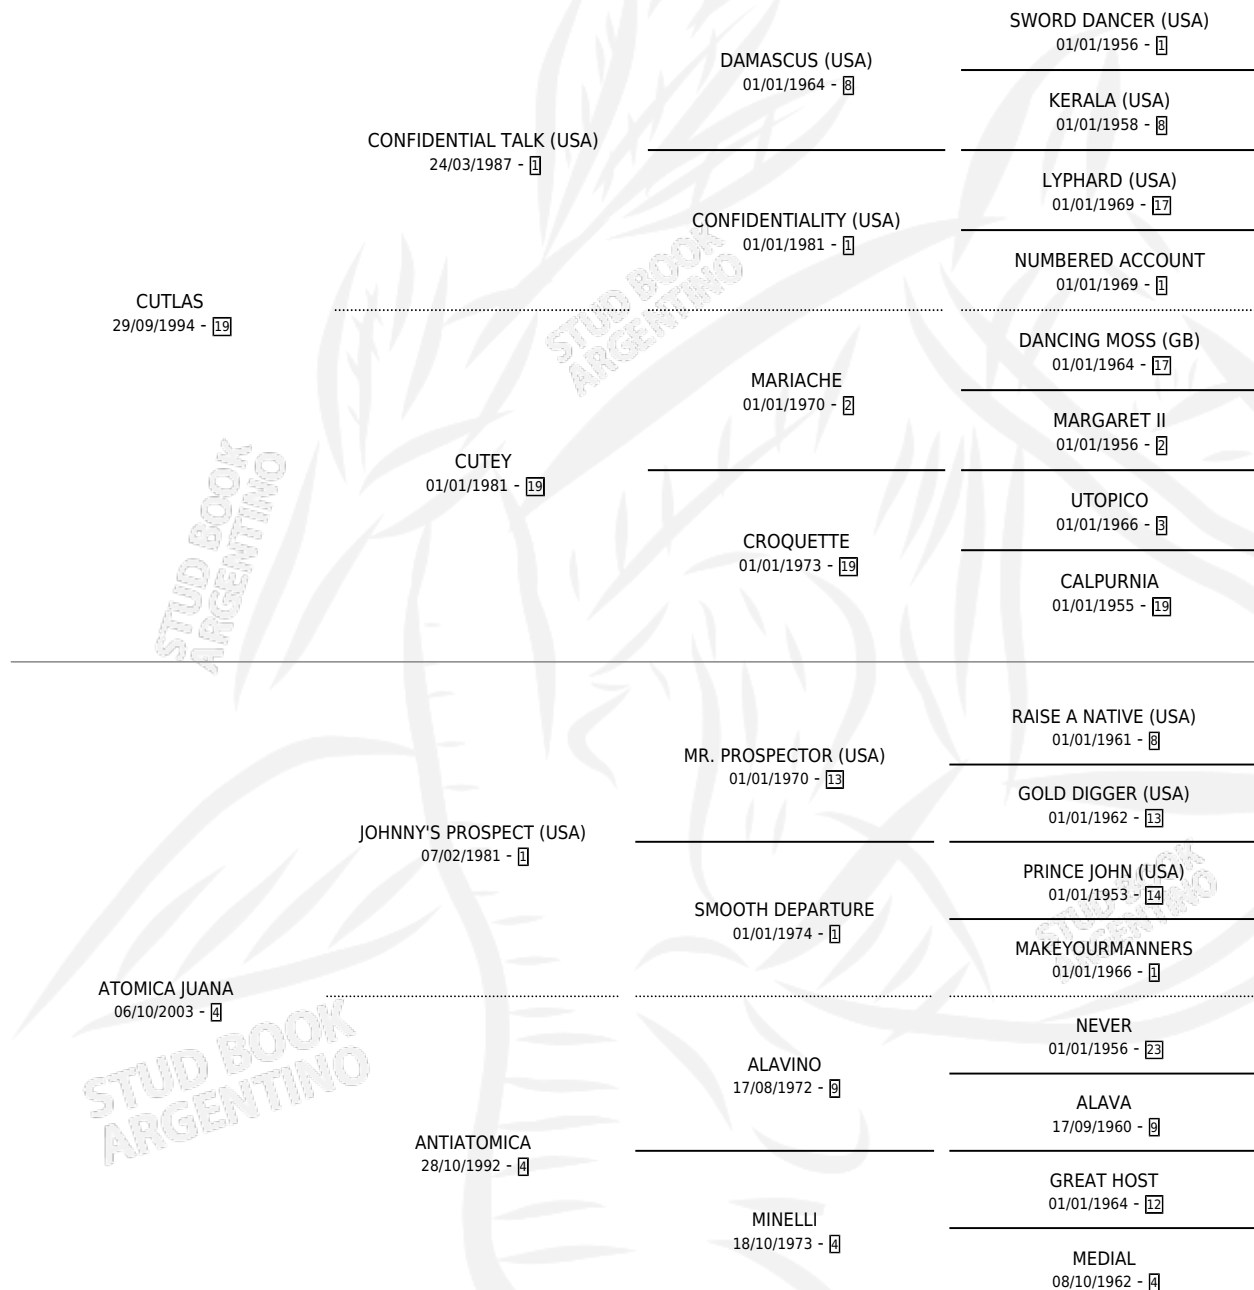 SWORD DANCER (USA)
01/01/1956 - 1
DAMASCUS (USA)
01/01/1964 - 8
KERALA (USA)
01/01/1958 - 8
CONFIDENTIAL TALK (USA)
24/03/1987 - 1
LYPHARD (USA)
01/01/1969 - 17
CONFIDENTIALITY (USA)
01/01/1981 - 1
NUMBERED ACCOUNT
01/01/1969 - 1
CUTLAS
29/09/1994 - 19
DANCING MOSS (GB)
01/01/1964 - 17
MARIACHE
01/01/1970 - 2
MARGARET II
01/01/1956 - 2
CUTEY
01/01/1981 - 19
UTOPICO
01/01/1966 - 3
CROQUETTE
01/01/1973 - 19
CALPURNIA
01/01/1955 - 19
RAISE A NATIVE (USA)
01/01/1961 - 8
MR. PROSPECTOR (USA)
01/01/1970 - 13
GOLD DIGGER (USA)
01/01/1962 - 13
JOHNNY'S PROSPECT (USA)
07/02/1981 - 1
PRINCE JOHN (USA)
01/01/1953 - 14
SMOOTH DEPARTURE
01/01/1974 - 1
MAKEYOURMANNERS
01/01/1966 - 1
ATOMICA JUANA
06/10/2003 - 4
NEVER
01/01/1956 - 23
ALAVINO
17/08/1972 - 9
ALAVA
17/09/1960 - 9
ANTIATOMICA
28/10/1992 - 4
GREAT HOST
01/01/1964 - 12
MINELLI
18/10/1973 - 4
MEDIAL
08/10/1962 - 4
STUD BOOK
ARGENTINO
STUD BOOK
ARGENTINO
STUD BOOK
ARGENTINO
STUD BOOK
ARGENTINO